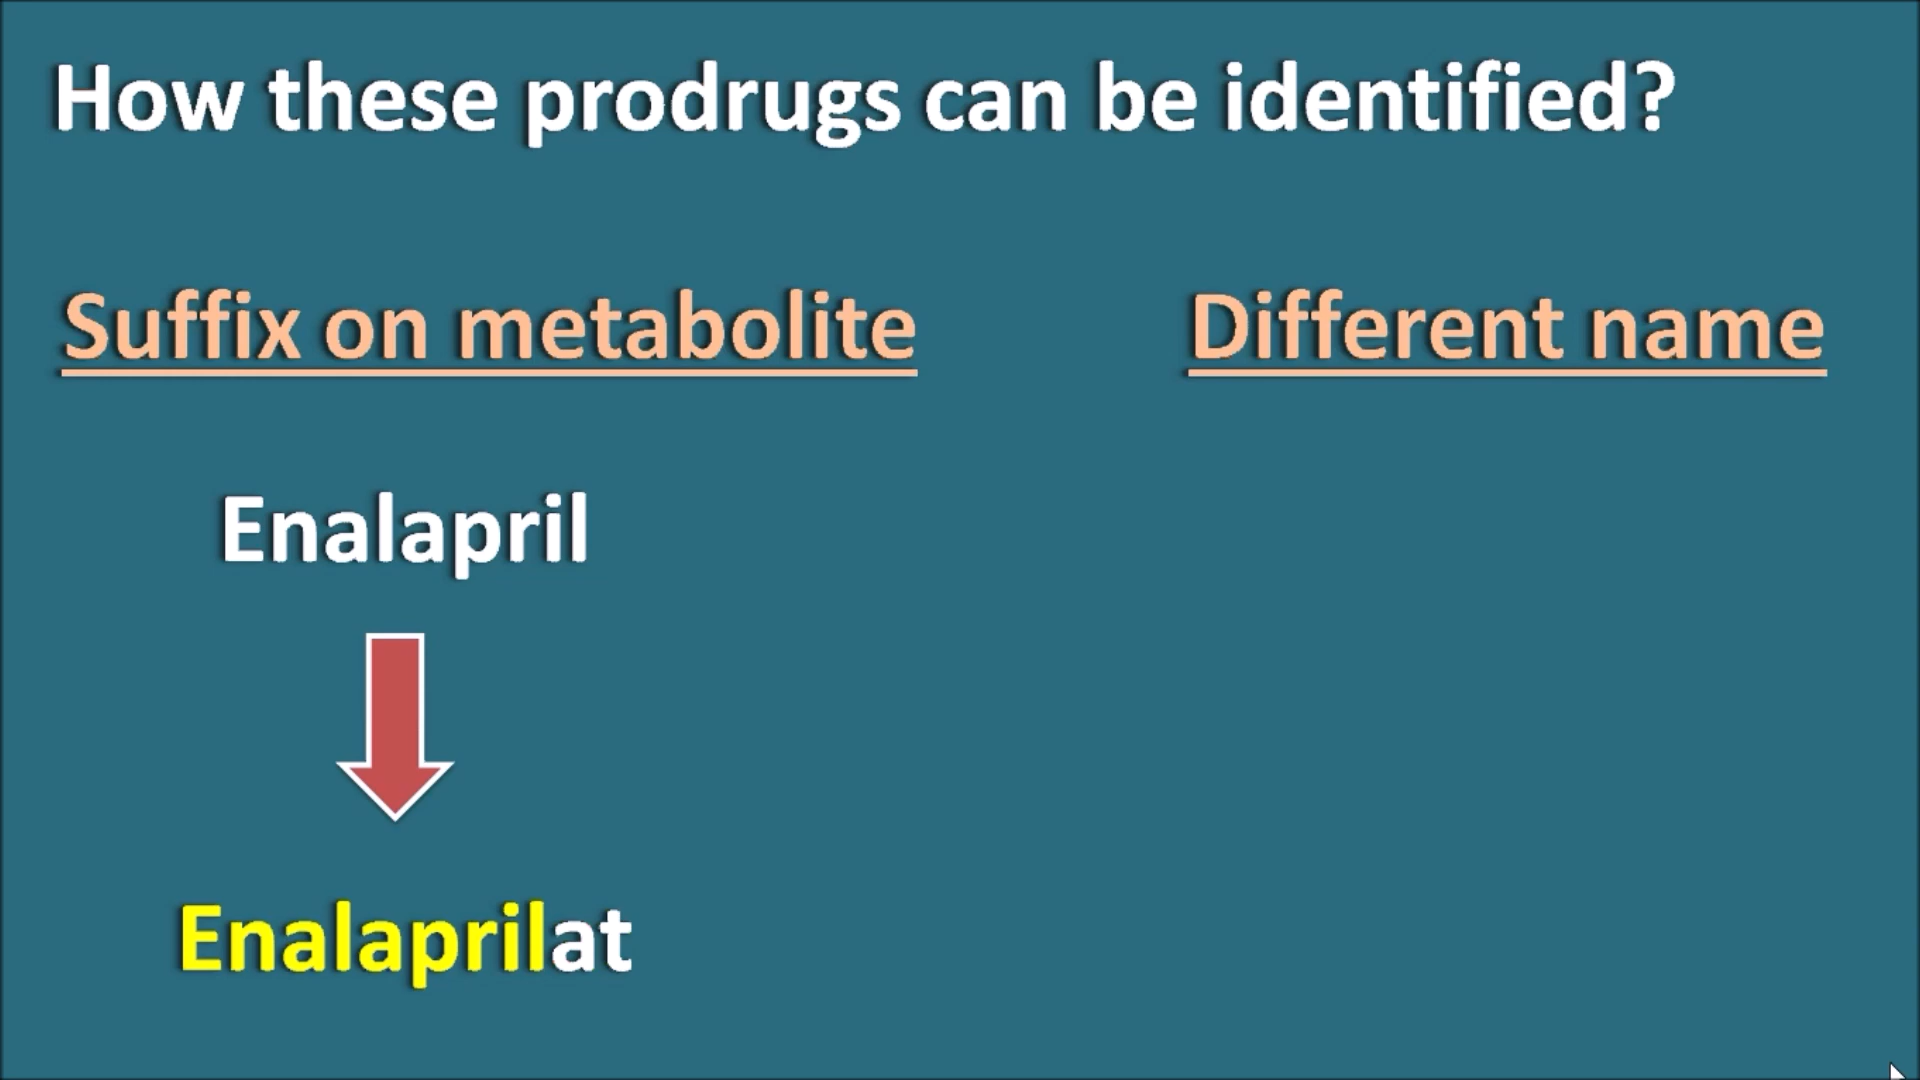 How these prodrugs can be identified?
Suffix on metabolite
Different name
Enalapril
Enalaprilat